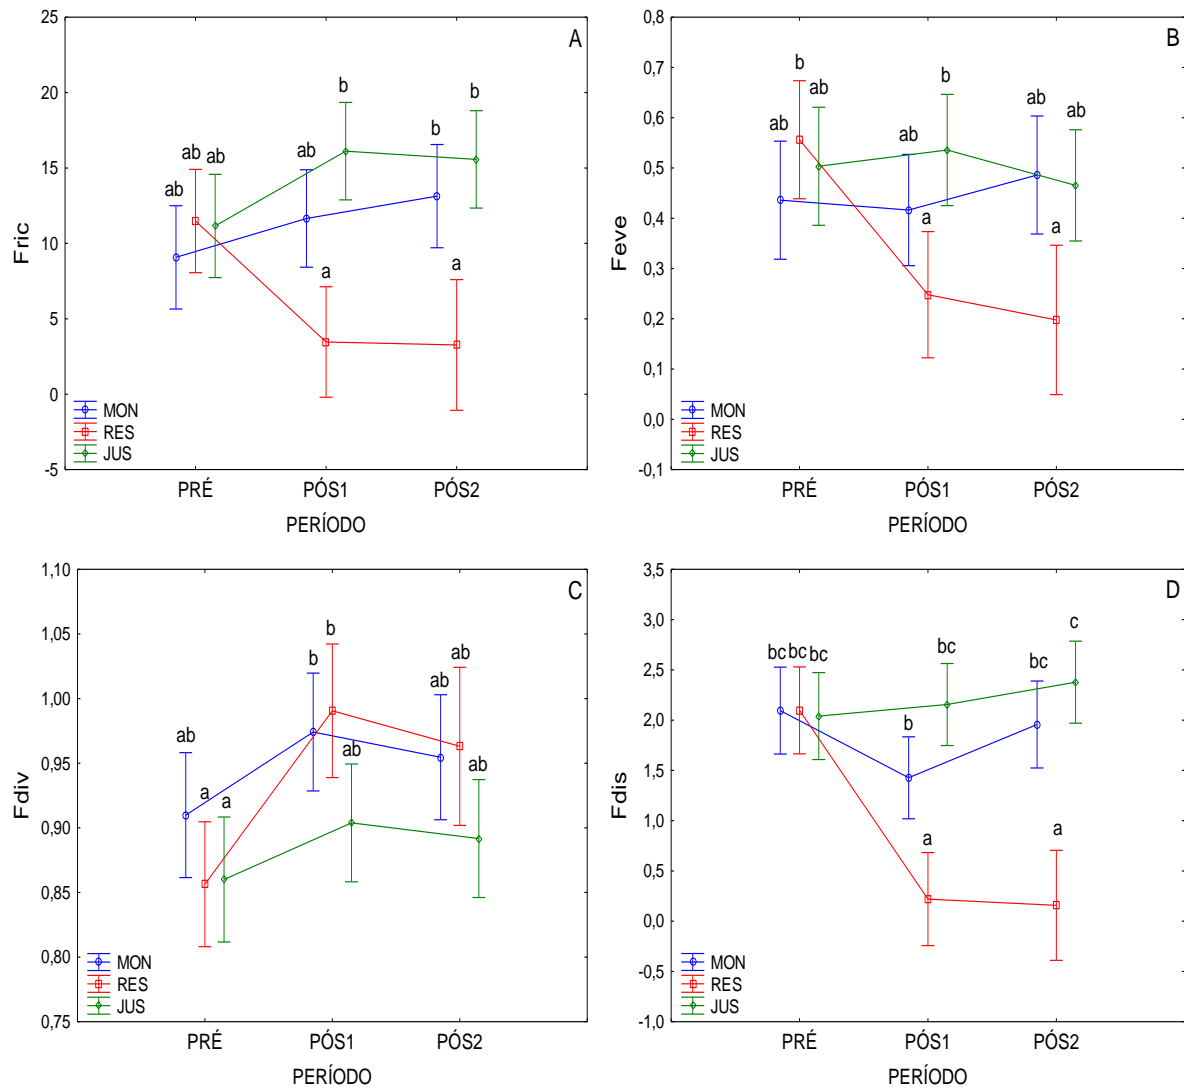 A
25
20
15
10
5
0
-5
Fric
ab
ab
ab
ab
b
a
b
b
a
MON
RES
JUS
PRÉ PÓS1 PÓS2
PERÍODO
B
0,8
0,7
0,6
0,5
0,4
0,3
0,2
0,1
0,0
-0,1
Feve
ab
b
ab
ab
a
b
ab
a
ab
MON
RES
JUS
PRÉ PÓS1 PÓS2
PERÍODO
C
1,10
1,05
1,00
0,95
0,90
0,85
0,80
0,75
Fdiv
ab
a
a
b
b
ab
ab
ab
ab
MON
RES
JUS
PRÉ PÓS1 PÓS2
PERÍODO
D
3,5
3,0
2,5
2,0
1,5
1,0
0,5
0,0
-0,5
-1,0
Fdis
bc
bc
bc
b
a
bc
bc
a
c
MON
RES
JUS
PRÉ PÓS1 PÓS2
PERÍODO